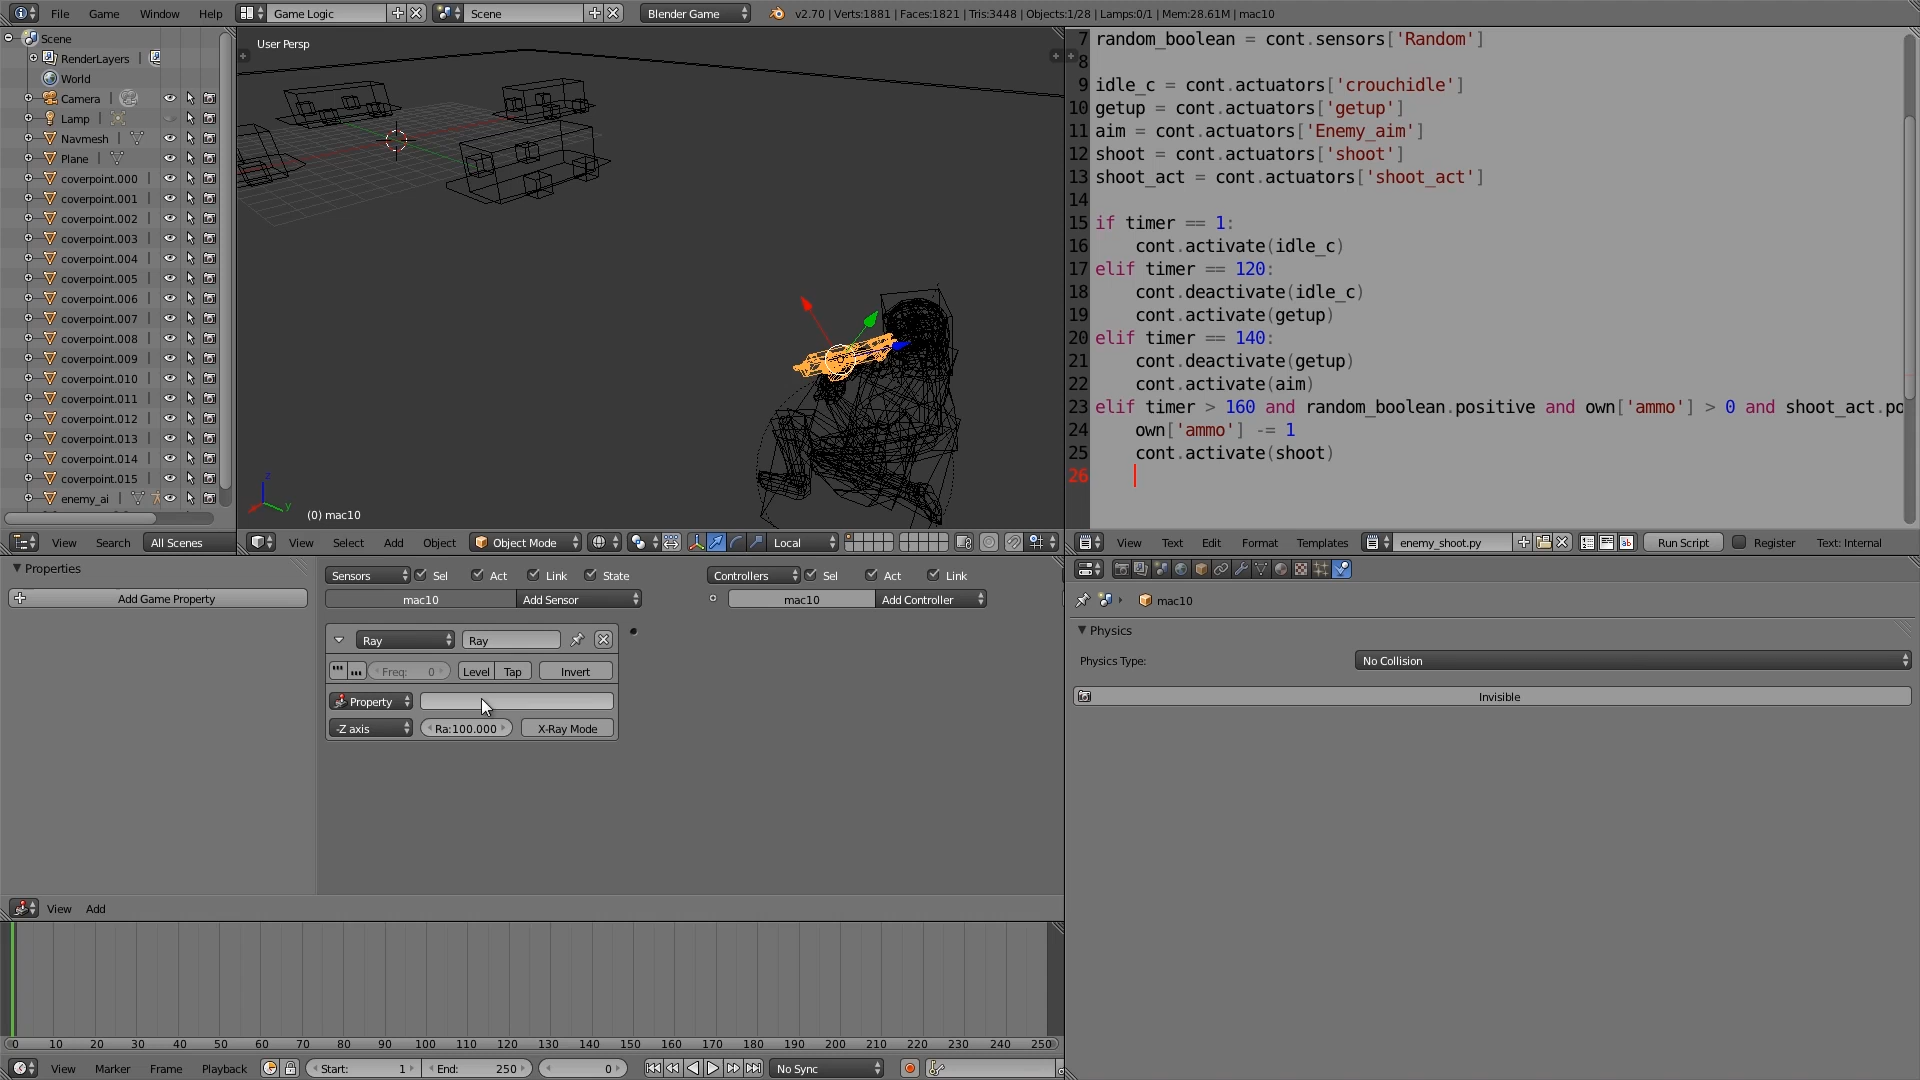 File Game Window Help Game Logic Scene Blender Game v2.70 | Verts:1881 | Faces:1821 | Tris:3448 | Objects:1/28 | Lamps:0/1 | Mem:28.61M | mac10
Scene
RenderLayers
World
Camera
Lamp
Navmesh
Plane
coverpoint.000
coverpoint.001
coverpoint.002
coverpoint.003
coverpoint.004
coverpoint.005
coverpoint.006
coverpoint.007
coverpoint.008
coverpoint.009
coverpoint.010
coverpoint.011
coverpoint.012
coverpoint.013
coverpoint.014
coverpoint.015
enemy_ai
View Search All Scenes
User Persp
z
y
(0) mac10
View Select Add Object Object Mode Local
7 random_boolean = cont.sensors['Random']
8
9 idle_c = cont.actuators['crouchidle']
10 getup = cont.actuators['getup']
11 aim = cont.actuators['Enemy_aim']
12 shoot = cont.actuators['shoot']
13 shoot_act = cont.actuators['shoot_act']
14
15 if timer == 1:
16 cont.activate(idle_c)
17 elif timer == 120:
18 cont.deactivate(idle_c)
19 cont.activate(getup)
20 elif timer == 140:
21 cont.deactivate(getup)
22 cont.activate(aim)
23 elif timer > 160 and random_boolean.positive and own['ammo'] > 0 and shoot_act.po
24 own['ammo'] -= 1
25 cont.activate(shoot)
26
View Text Edit Format Templates enemy_shoot.py Run Script Register Text: Internal
Properties
Add Game Property
Sensors Sel Act Link State Controllers Sel Act Link
mac10 Add Sensor mac10 Add Controller
Ray Ray
Freq: 0 Level Tap Invert
Property
-Z axis Ra:100.000 X-Ray Mode
View Add
mac10
Physics
Physics Type: No Collision
Invisible
0 10 20 30 40 50 60 70 80 90 100 110 120 130 140 150 160 170 180 190 200 210 220 230 240 250
View Marker Frame Playback Start: 1 End: 250 0 No Sync